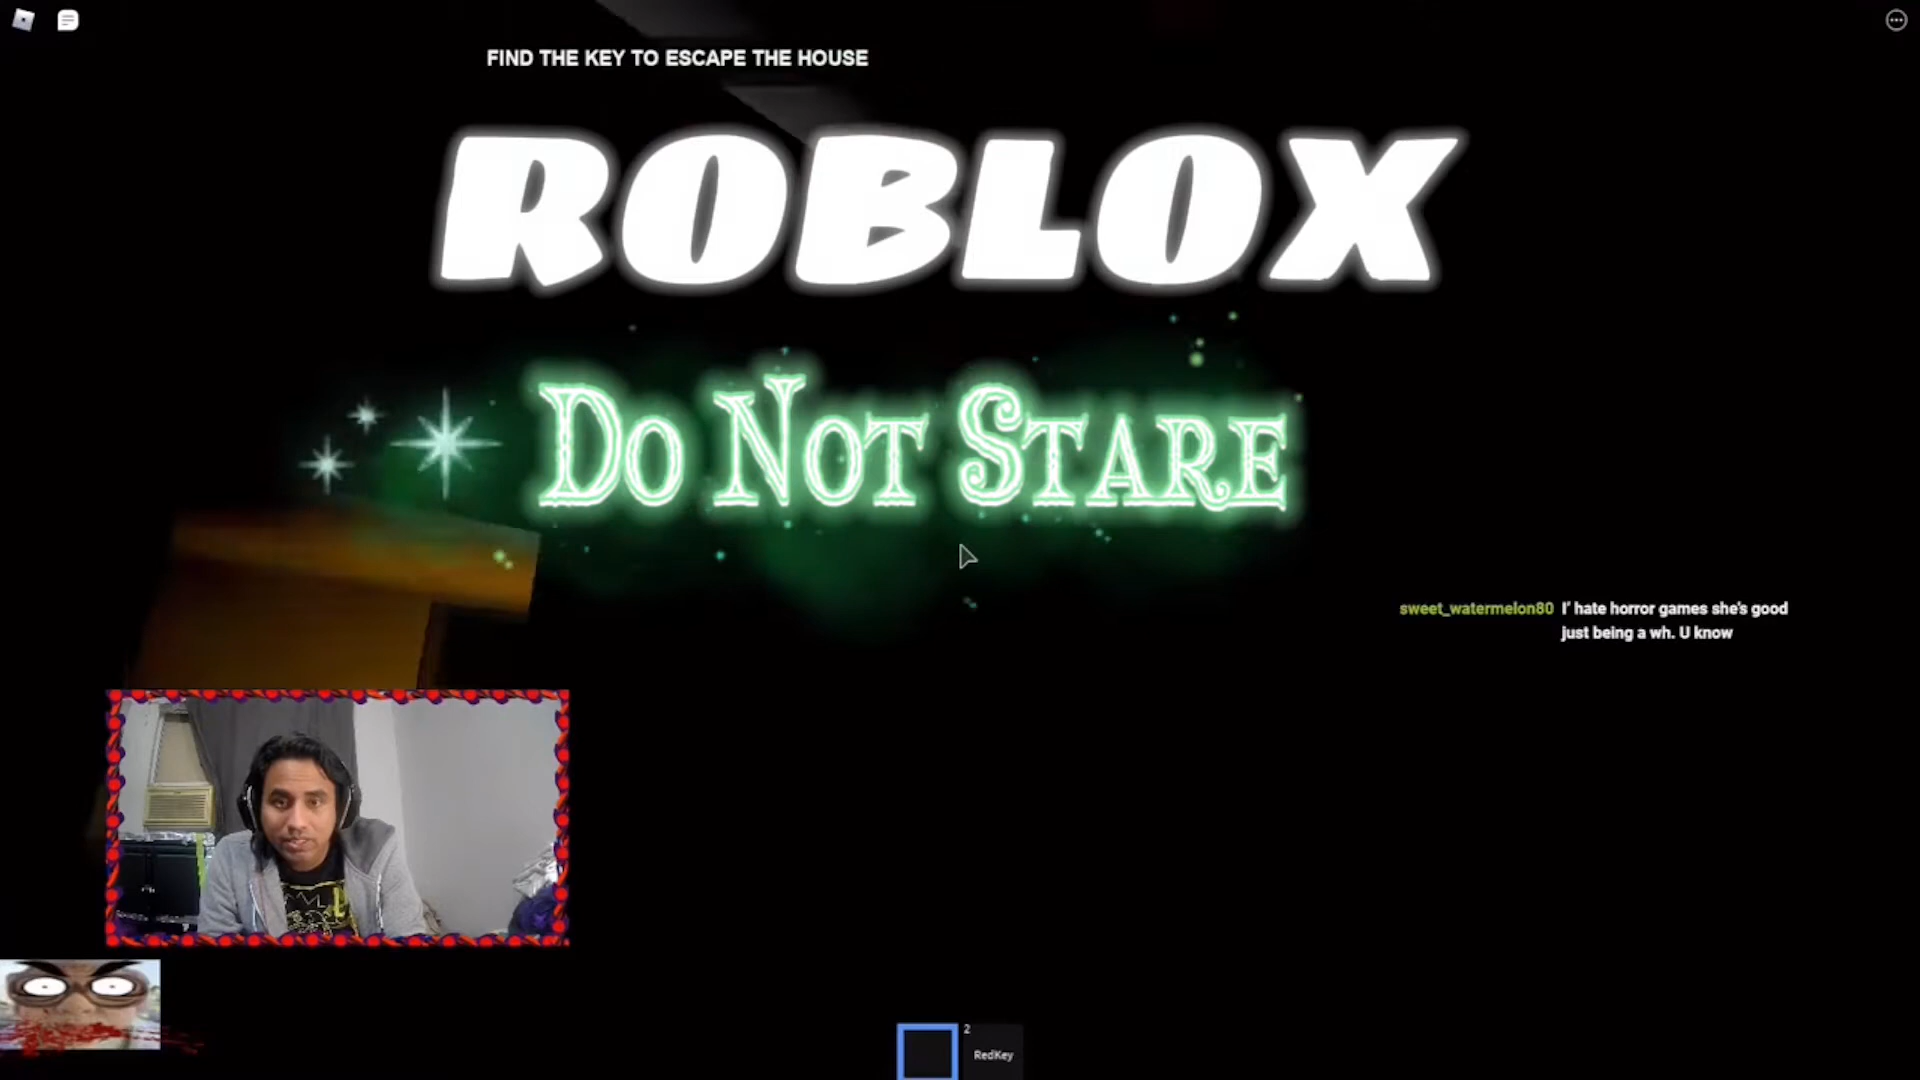 FIND THE KEY TO ESCAPE THE HOUSE
ROBLOX
DO NOT STARE
sweet_watermelon80 I' hate horror games she's good
just being a wh. U know
2
RedKey